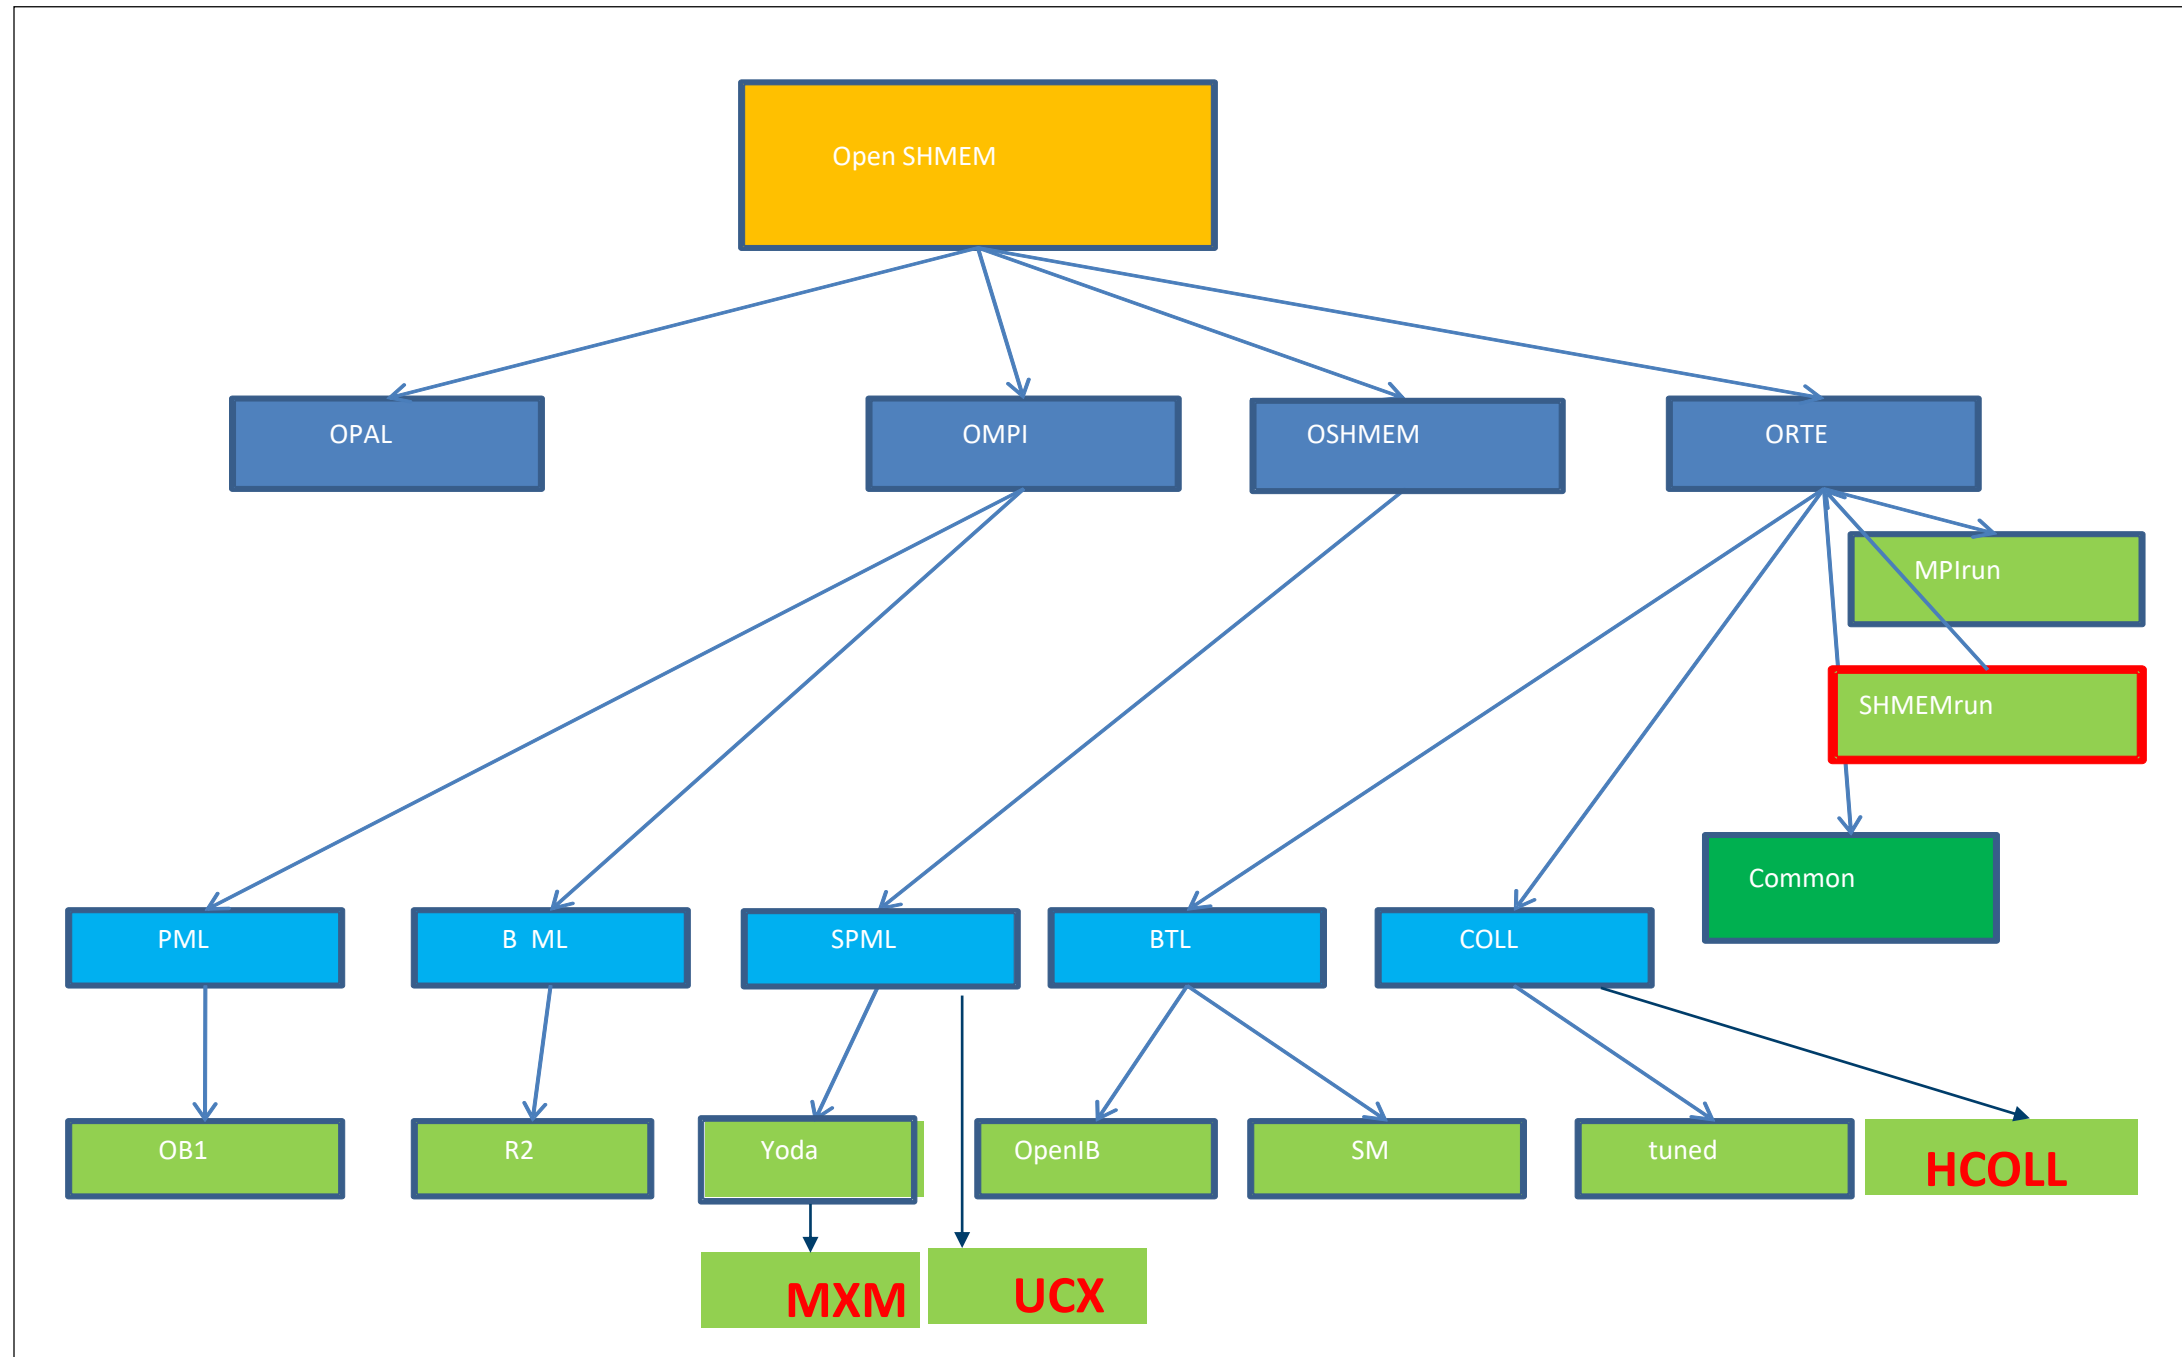 Open SHMEM
OPAL
OMPI
OSHMEM
ORTE
MPIrun
SHMEMrun
Common
PML
B ML
SPML
BTL
COLL
OB1
R2
Yoda
OpenIB
SM
tuned
HCOLL
MXM
UCX